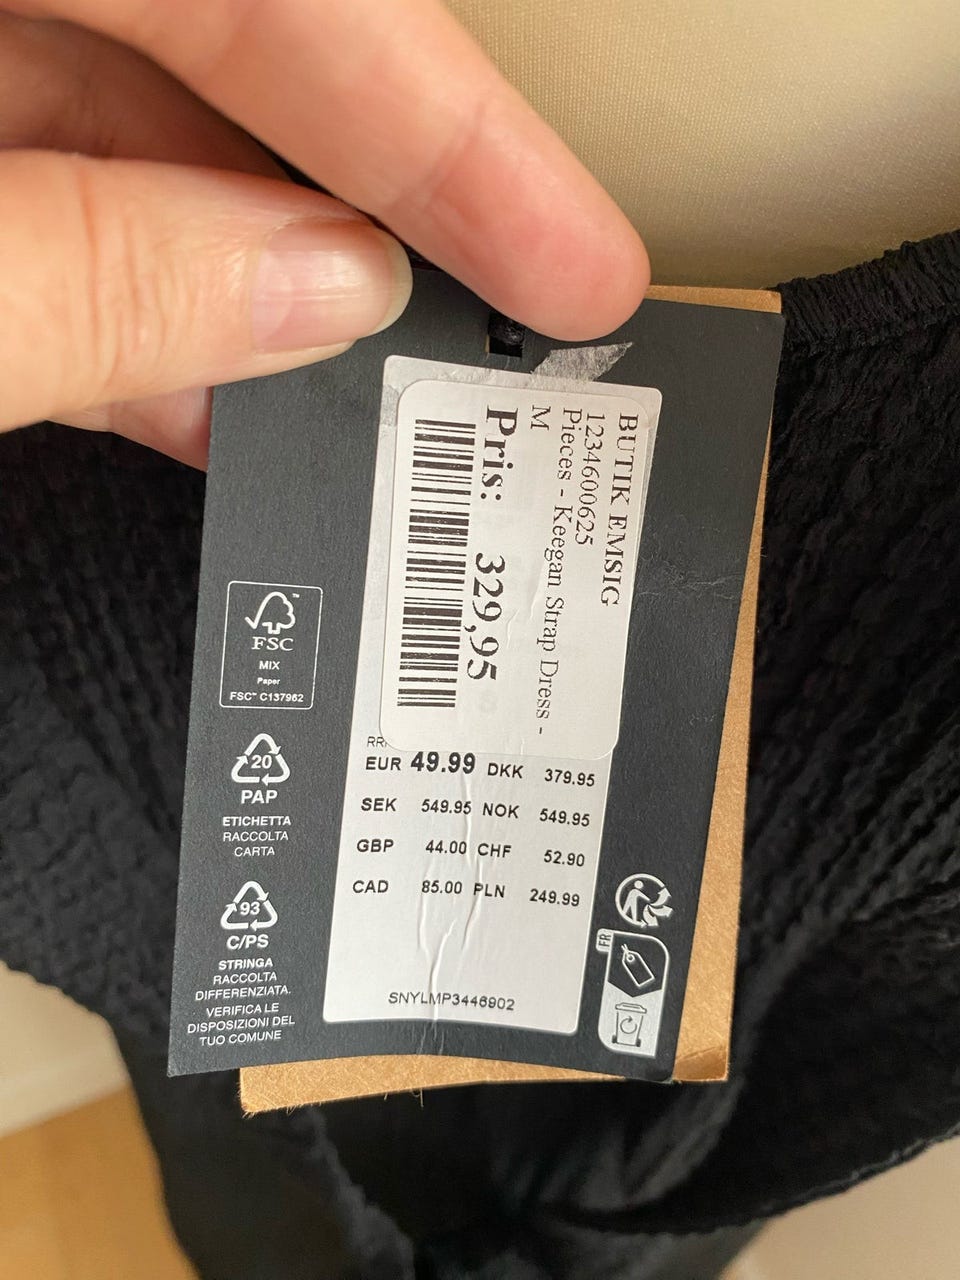 BUTIK EMSIG
1234600625
Pieces - Keegan Strap Dress -
M
Pris: 329,95
EUR 49.99 DKK 379.95
SEK 549.95 NOK 549.95
GBP 44.00 CHF 52.90
CAD 85.00 PLN 249.99
SNYLMP3446902
FSC™
MIX
Paper
FSC™ C137962
20
PAP
ETICHETTA
RACCOLTA
CARTA
93
C/PS
STRINGA
RACCOLTA
DIFFERENZIATA.
VERIFICA LE
DISPOSIZIONI DEL
TUO COMUNE
FR